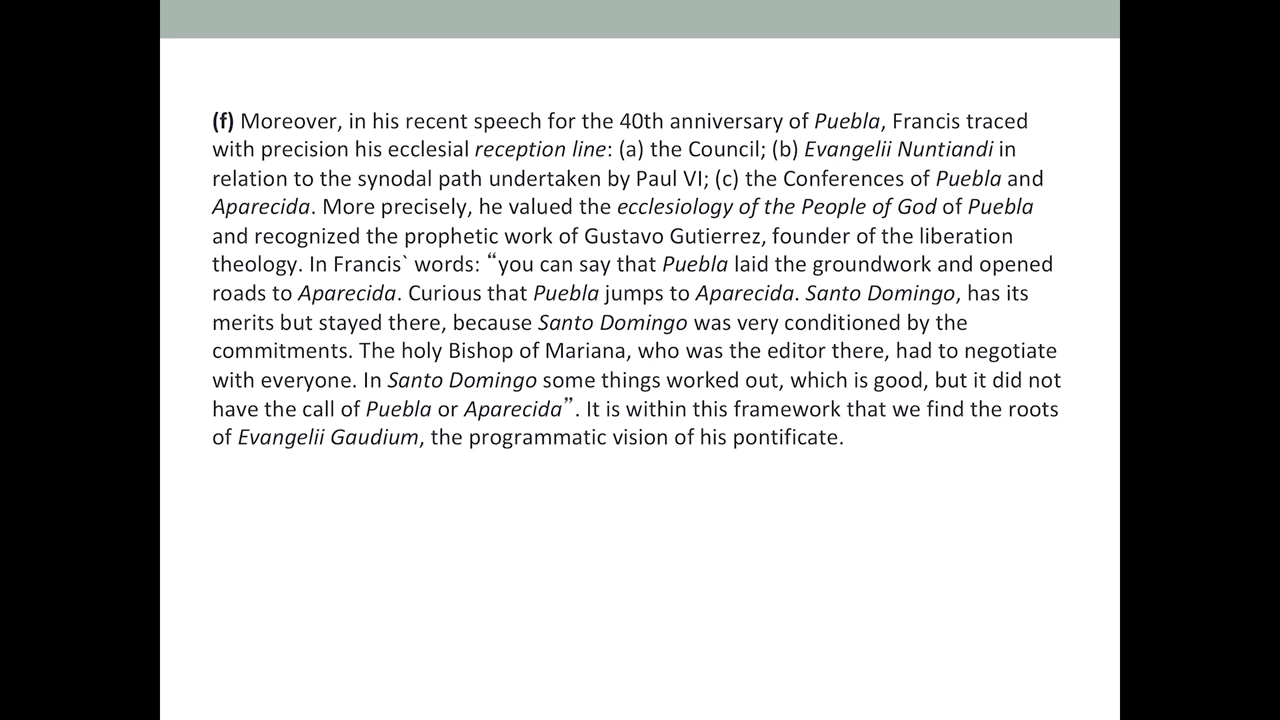 (f) Moreover, in his recent speech for the 40th anniversary of Puebla, Francis traced
with precision his ecclesial reception line: (a) the Council; (b) Evangelii Nuntiandi in
relation to the synodal path undertaken by Paul VI; (c) the Conferences of Puebla and
Aparecida. More precisely, he valued the ecclesiology of the People of God of Puebla
and recognized the prophetic work of Gustavo Gutierrez, founder of the liberation
theology. In Francis` words: “you can say that Puebla laid the groundwork and opened
roads to Aparecida. Curious that Puebla jumps to Aparecida. Santo Domingo, has its
merits but stayed there, because Santo Domingo was very conditioned by the
commitments. The holy Bishop of Mariana, who was the editor there, had to negotiate
with everyone. In Santo Domingo some things worked out, which is good, but it did not
have the call of Puebla or Aparecida”. It is within this framework that we find the roots
of Evangelii Gaudium, the programmatic vision of his pontificate.